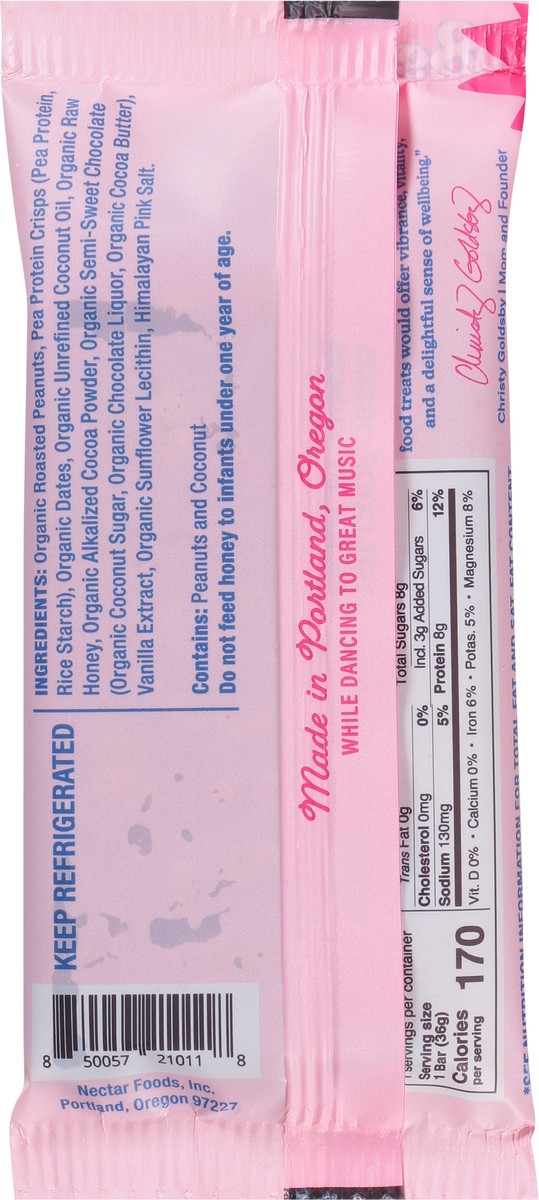 INGREDIENTS: Organic Roasted Peanuts, Pea Protein Crisps (Pea Protein,
Rice Starch), Organic Dates, Organic Unrefined Coconut Oil, Organic Raw
Honey, Organic Alkalized Cocoa Powder, Organic Semi-Sweet Chocolate
(Organic Coconut Sugar, Organic Chocolate Liquor, Organic Cocoa Butter),
Vanilla Extract, Organic Sunflower Lecithin, Himalayan Pink Salt.
Contains: Peanuts and Coconut
Do not feed honey to infants under one year of age.
KEEP REFRIGERATED
8 50057 21011 8
Nectar Foods, Inc.
Portland, Oregon 97227
Made in Portland, Oregon
WHILE DANCING TO GREAT MUSIC
food treats would offer vibrance, vitality,
and a delightful sense of wellbeing."
Christy Goldsby
Christy Goldsby | Mom and Founder
servings per container
Serving size
1 Bar (36g)
Calories 170
per serving
Trans Fat 0g
Cholesterol 0mg 0%
Sodium 130mg 5%
Total Sugars 8g
Incl. 3g Added Sugars 6%
Protein 8g 12%
Vit. D 0% • Calcium 0% • Iron 6% • Potas. 5% • Magnesium 8%
*SEE NUTRITION INFORMATION FOR TOTAL FAT AND SAT. FAT CONTENT